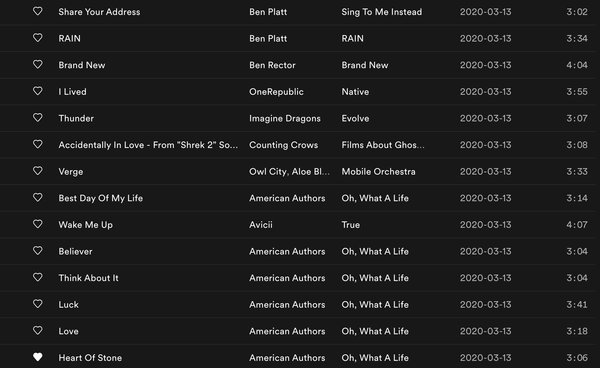 Share Your Address Ben Platt Sing To Me Instead 2020-03-13 3:02
RAIN Ben Platt RAIN 2020-03-13 3:34
Brand New Ben Rector Brand New 2020-03-13 4:04
I Lived OneRepublic Native 2020-03-13 3:55
Thunder Imagine Dragons Evolve 2020-03-13 3:07
Accidentally In Love - From "Shrek 2" So... Counting Crows Films About Ghos... 2020-03-13 3:08
Verge Owl City, Aloe Bl... Mobile Orchestra 2020-03-13 3:33
Best Day Of My Life American Authors Oh, What A Life 2020-03-13 3:14
Wake Me Up Avicii True 2020-03-13 4:07
Believer American Authors Oh, What A Life 2020-03-13 3:04
Think About It American Authors Oh, What A Life 2020-03-13 3:04
Luck American Authors Oh, What A Life 2020-03-13 3:41
Love American Authors Oh, What A Life 2020-03-13 3:18
Heart Of Stone American Authors Oh, What A Life 2020-03-13 3:06